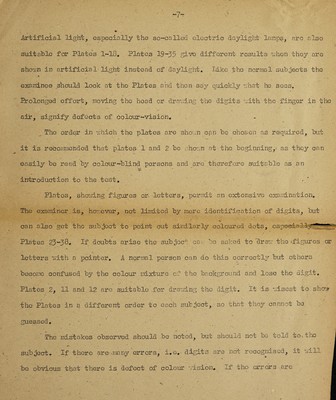 -7-
Artificial light, especially the so-called electric daylight lamps, are also
suitable for Plates 1-18. Plates 19-35 give different results when they are
shown in artificial light instead of daylight. Like the normal subjects the
examinee should look at the Plates and then say quickly what he sees.
Prolonged effort, moving the head or drawing the digits with the finger in the
air, signify defects of colour-vision.
The order in which the plates are shown can be chosen as required, but
it is recommended that plates 1 and 2 be shown at the beginning, as they can
easily be read by colour-blind persons and are therefore suitable as an
introduction to the test.
Plates, showing figures or letters, permit an extensive examination.
The examiner is, however, not limited by mere identification of digits, but
can also get the subject to point out similarly coloured dots, especially
Plates 23-38. If doubts arise the subject can be asked to draw the figures or
letters with a pointer. A normal person can do this correctly but others
become confused by the colour mixture of the background and lose the digit.
Plates 2, 11 and 12 are suitable for drawing the digit. It is wisest to show
the Plates in a different order to each subject, so that they cannot be
guessed.
The mistakes observed should be noted, but should not be told to the
subject. If there are many errors, i.e. digits are not recognised, it will
be obvious that there is defect of colour vision. If the errors are